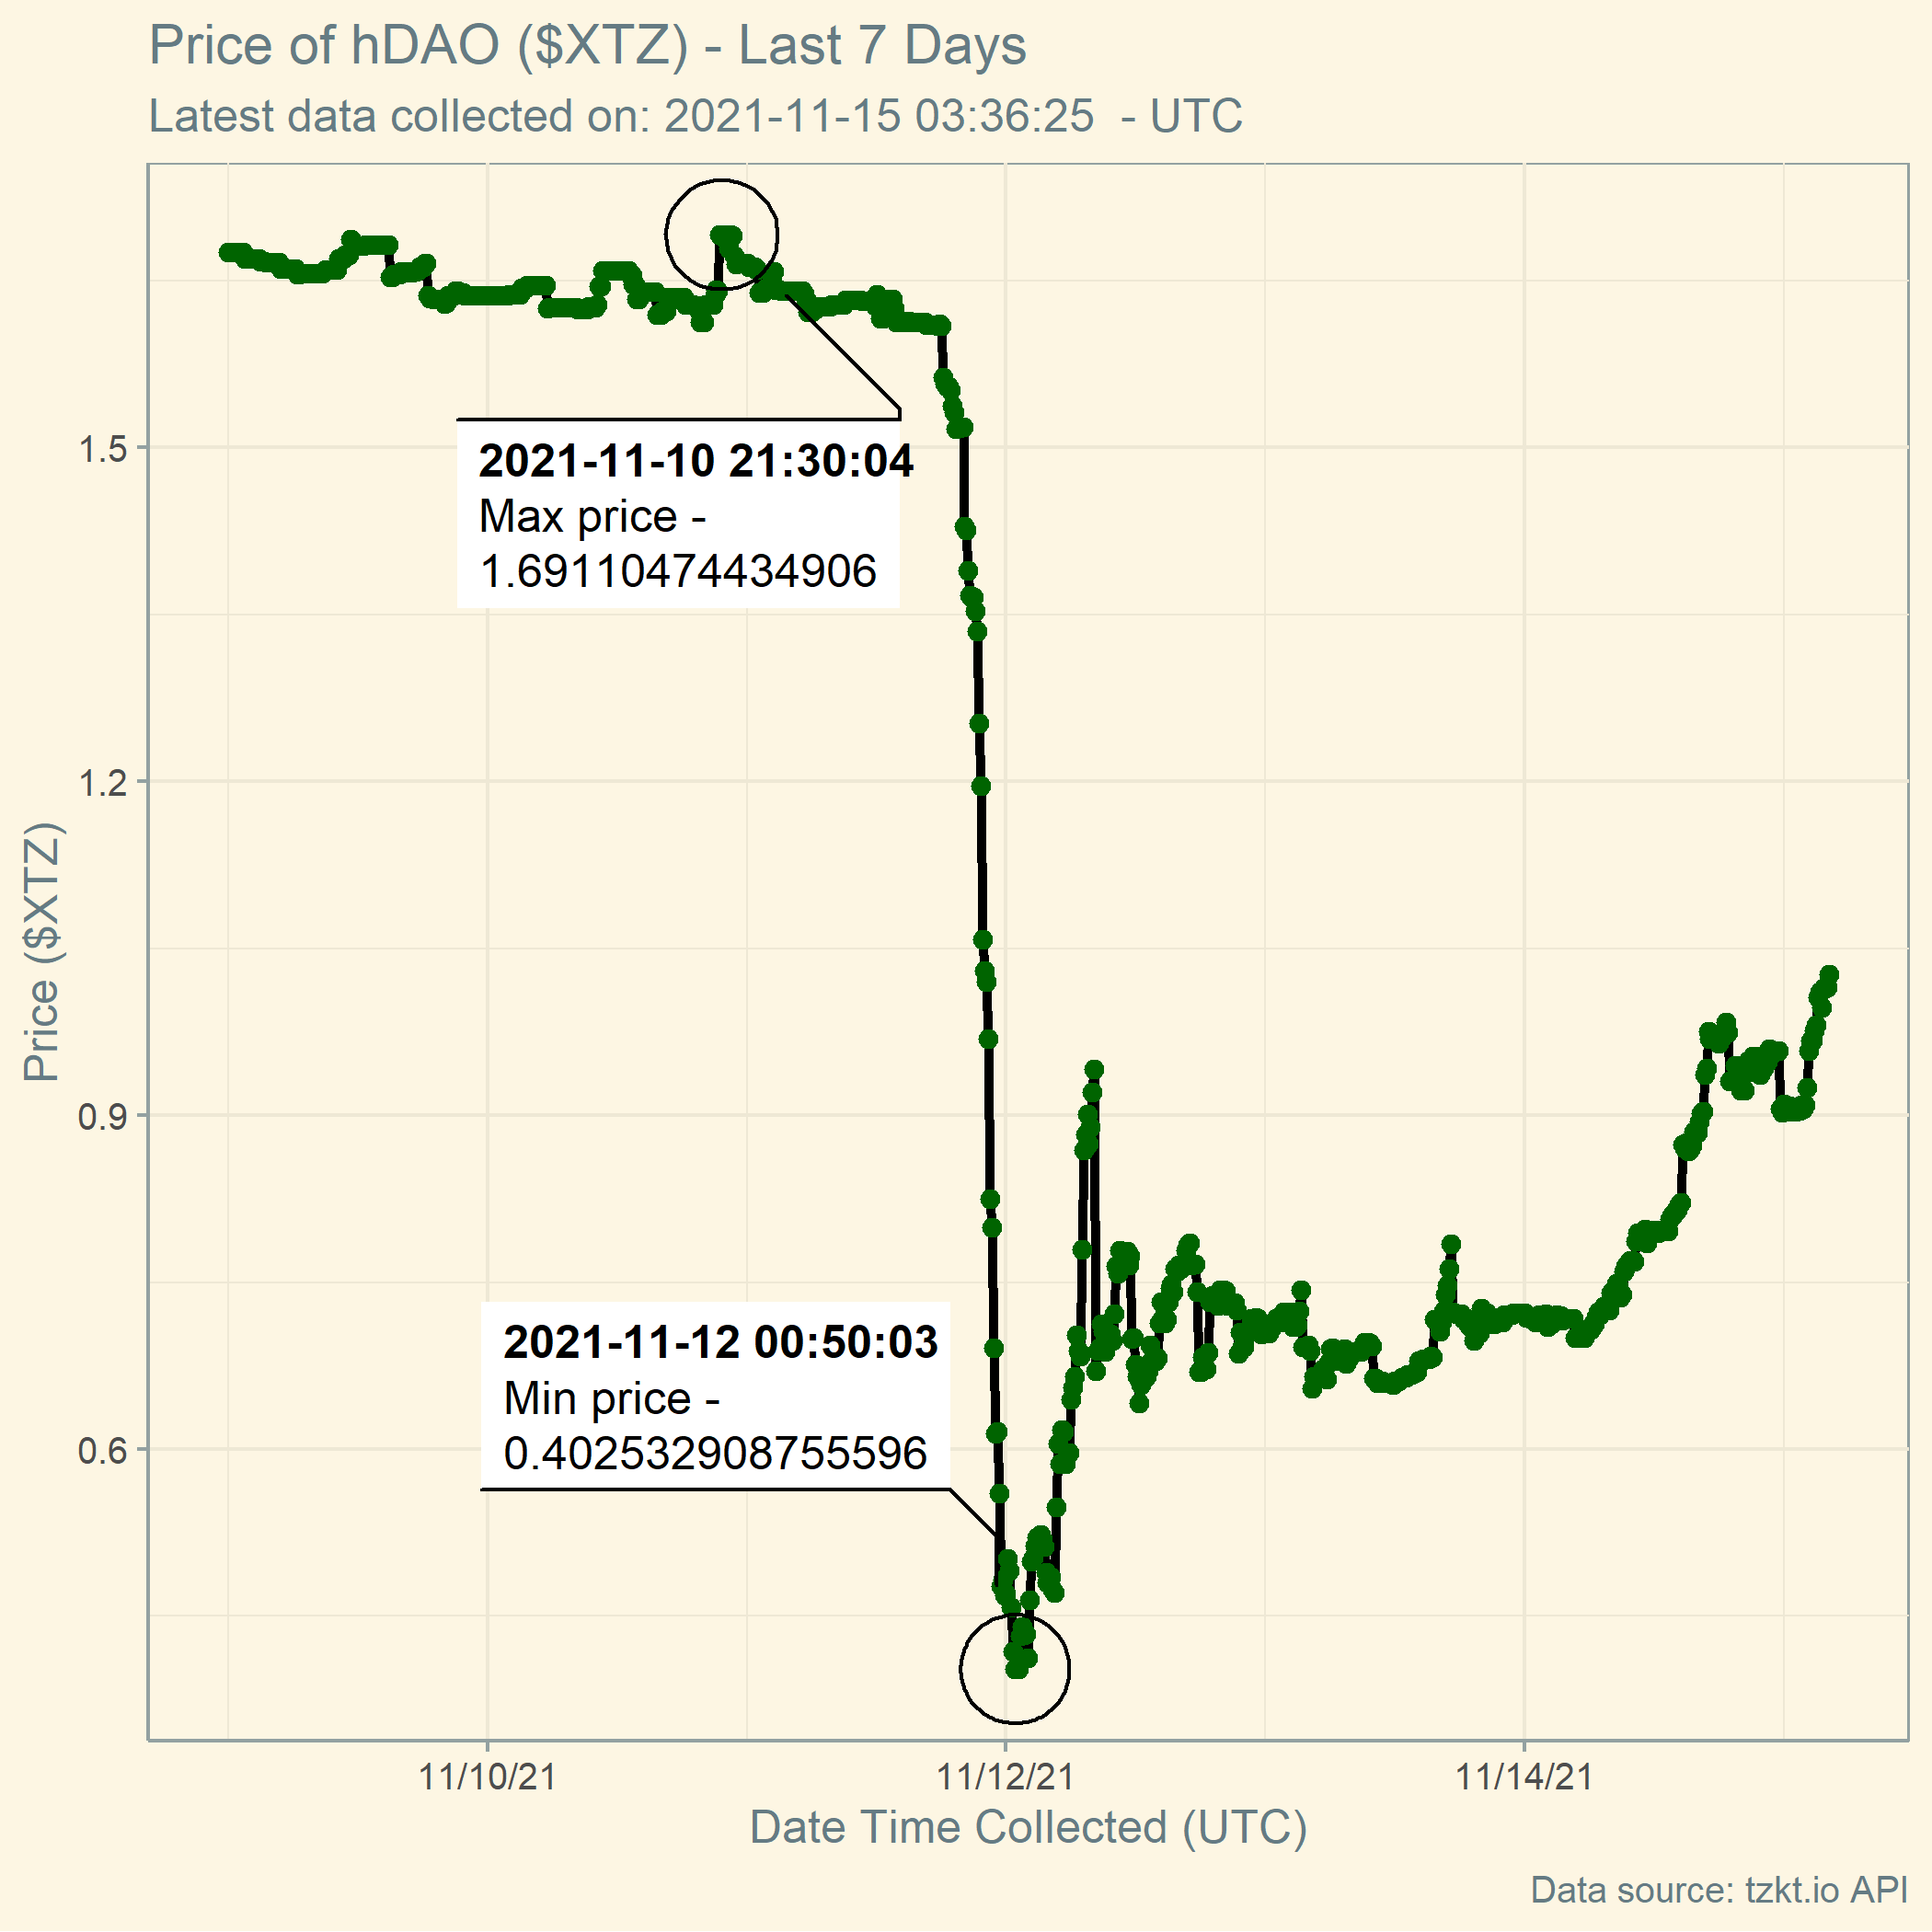 Price of hDAO ($XTZ) - Last 7 Days
Latest data collected on: 2021-11-15 03:36:25  - UTC
Price ($XTZ)
1.5
1.2
0.9
0.6
2021-11-10 21:30:04
Max price -
1.69110474434906
2021-11-12 00:50:03
Min price -
0.402532908755596
11/10/21
11/12/21
11/14/21
Date Time Collected (UTC)
Data source: tzkt.io API